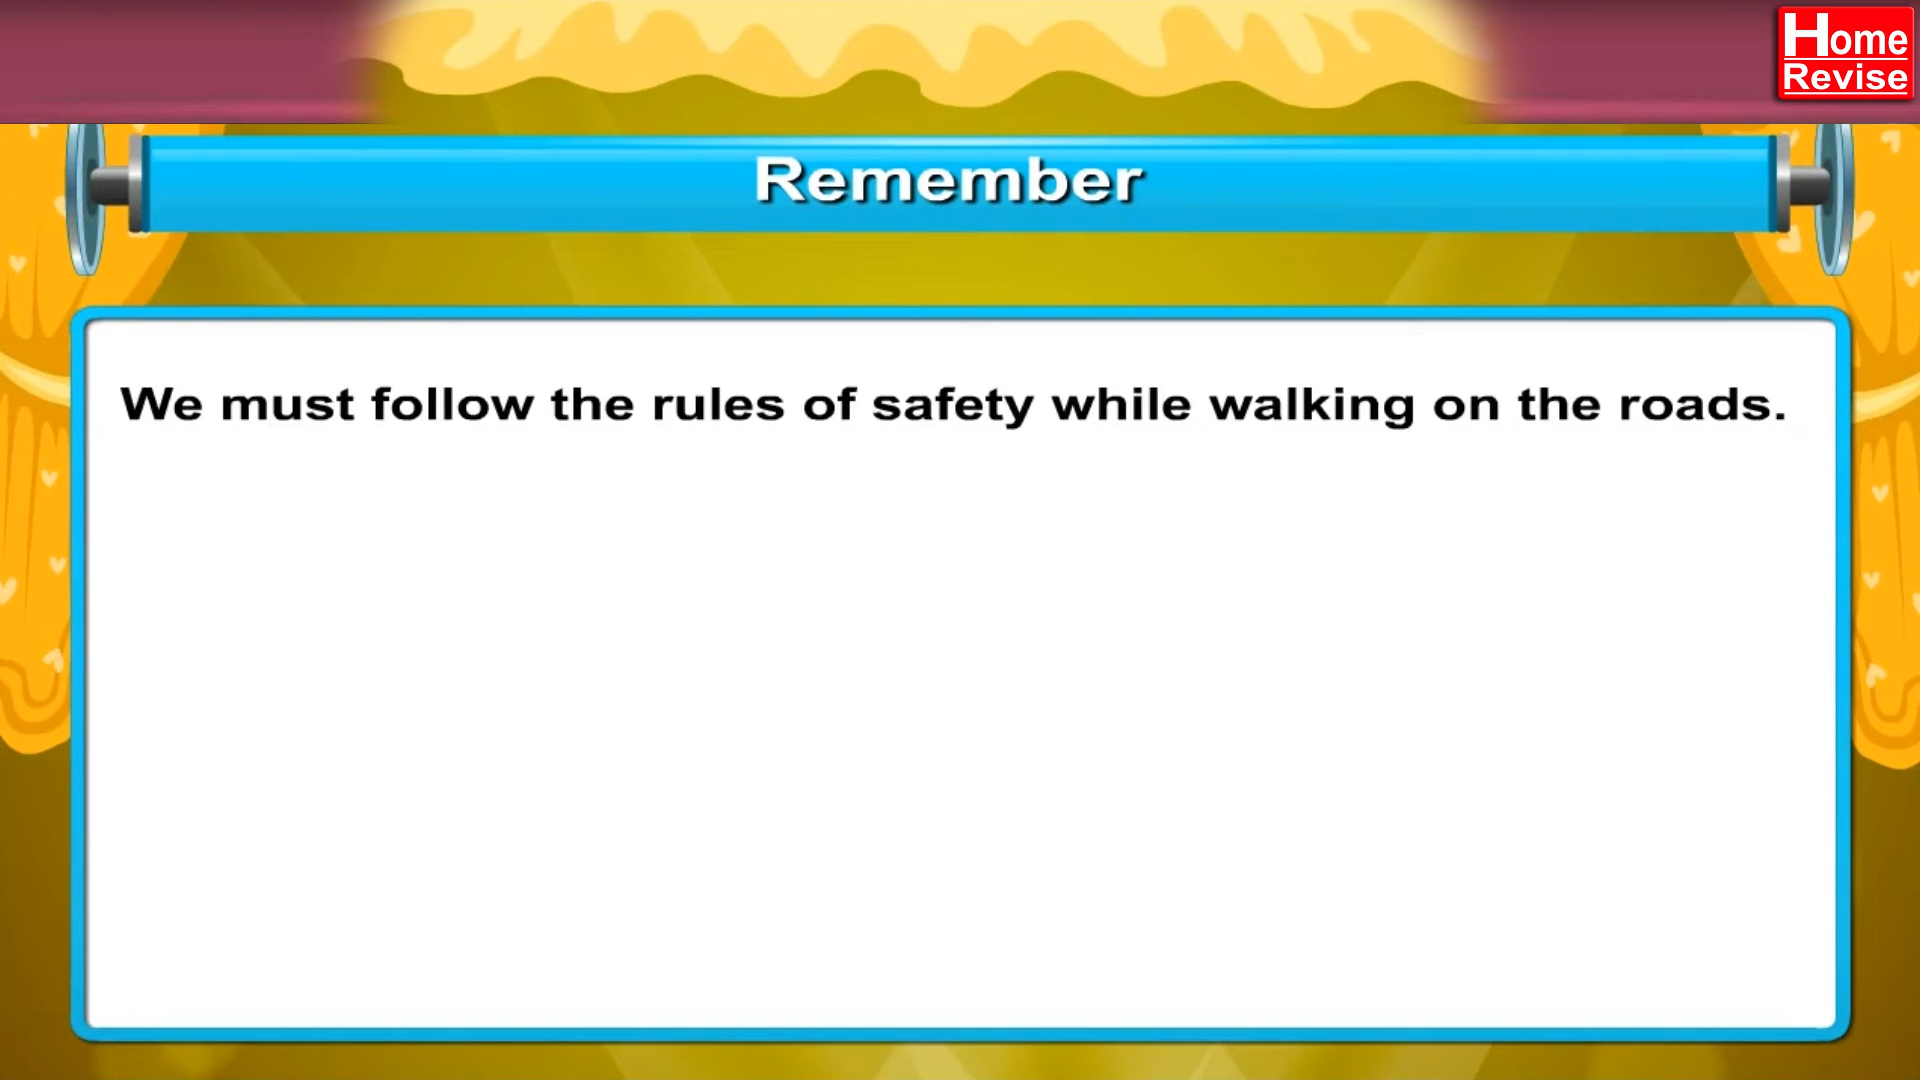 Home
Revise
Remember
We must follow the rules of safety while walking on the roads.